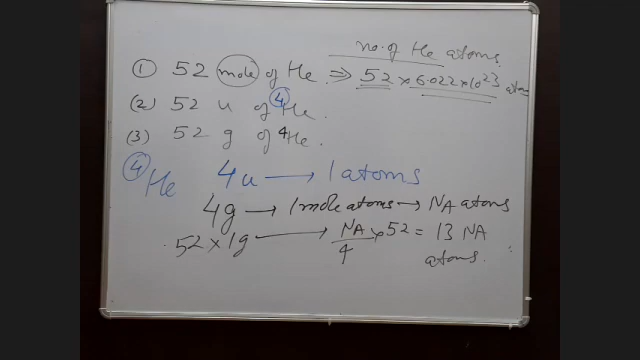 no. of He atoms
(1) 52 mole of He ⇒ 52 × 6.022 × 10^23 atoms
(2) 52 u of ⁴He.
(3) 52 g of ⁴He.
⁴He 4u → 1 atoms
4g → 1 mole atoms → NA atoms
52 × 1g → NA/4 × 52 = 13 NA
atoms.